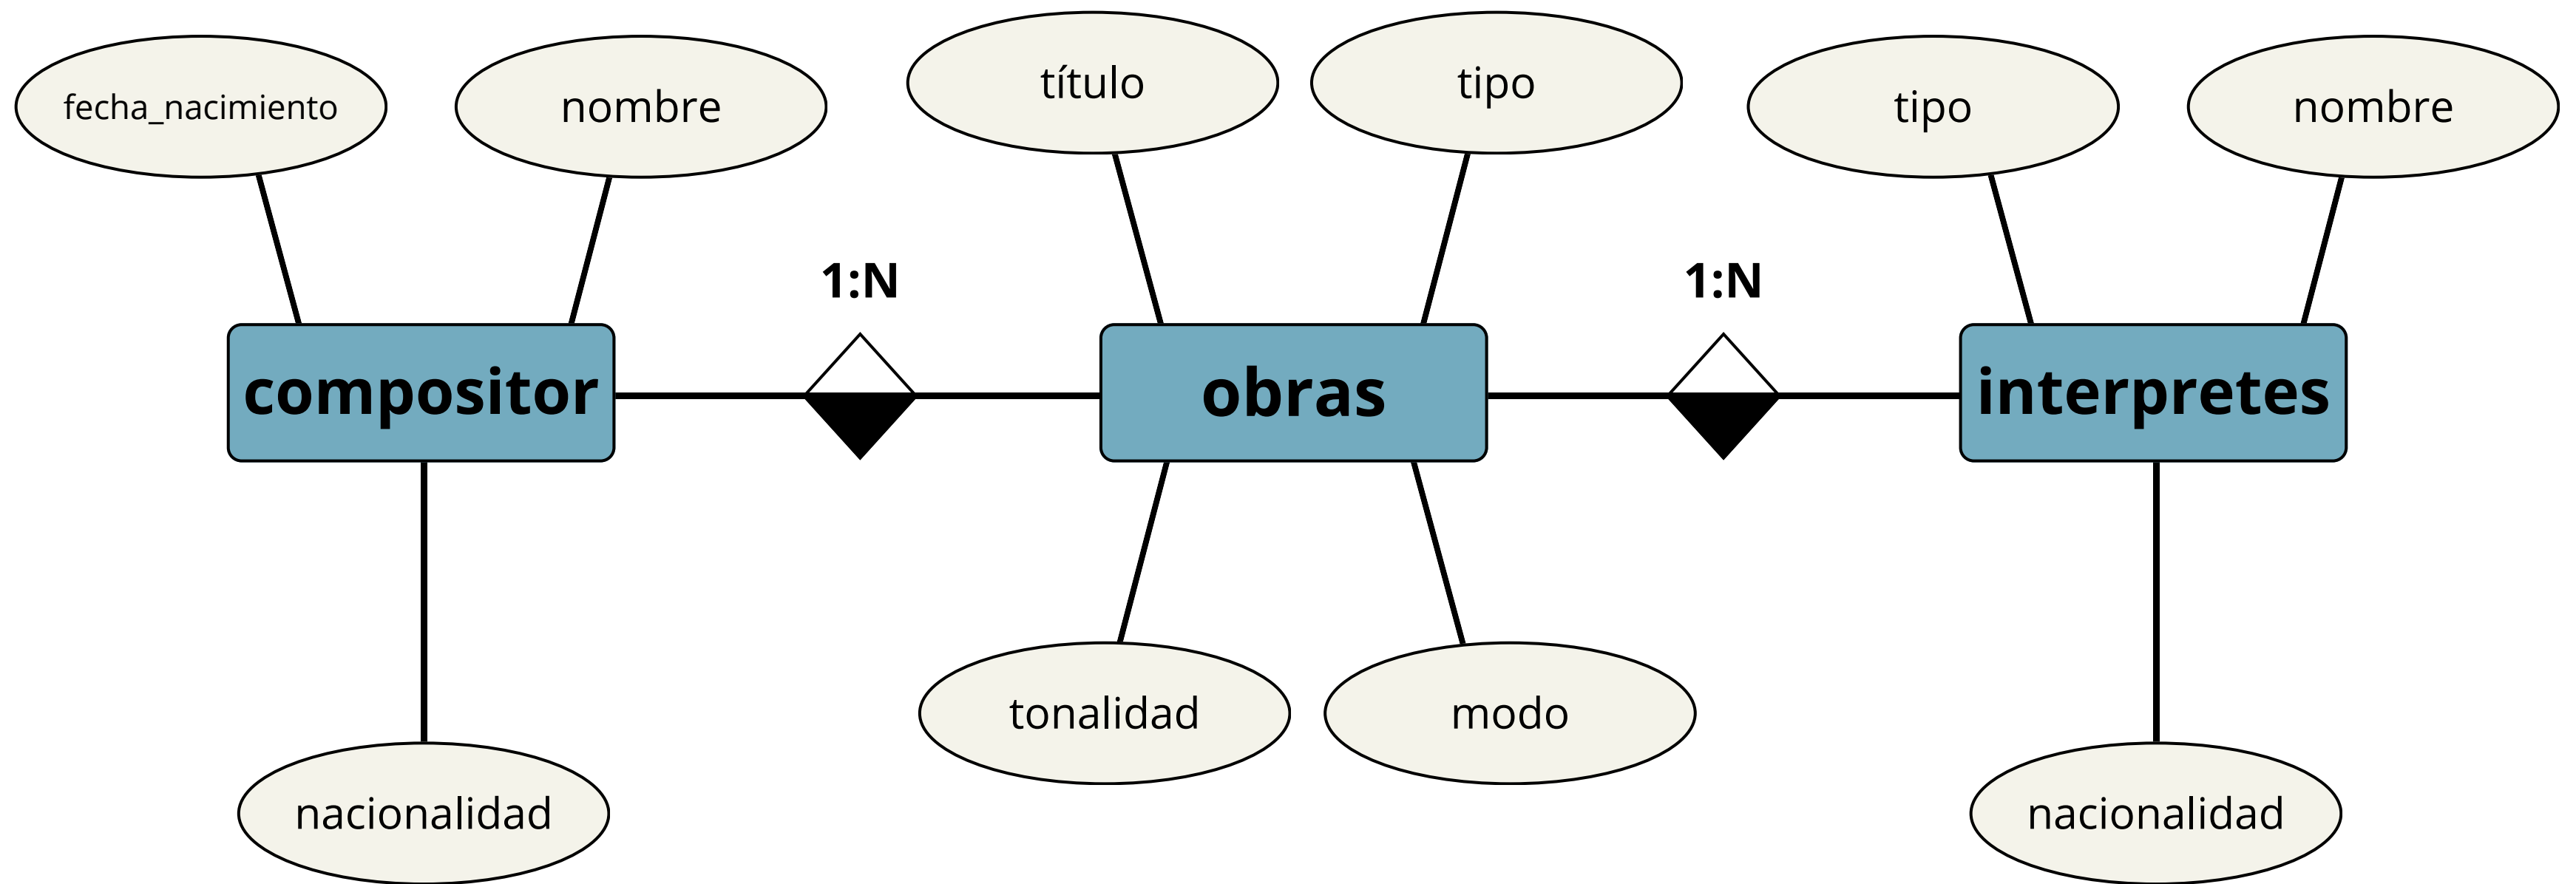 título
tipo
fecha_nacimiento
nombre
tipo
nombre
1:N
1:N
compositor
obras
interpretes
tonalidad
modo
nacionalidad
nacionalidad